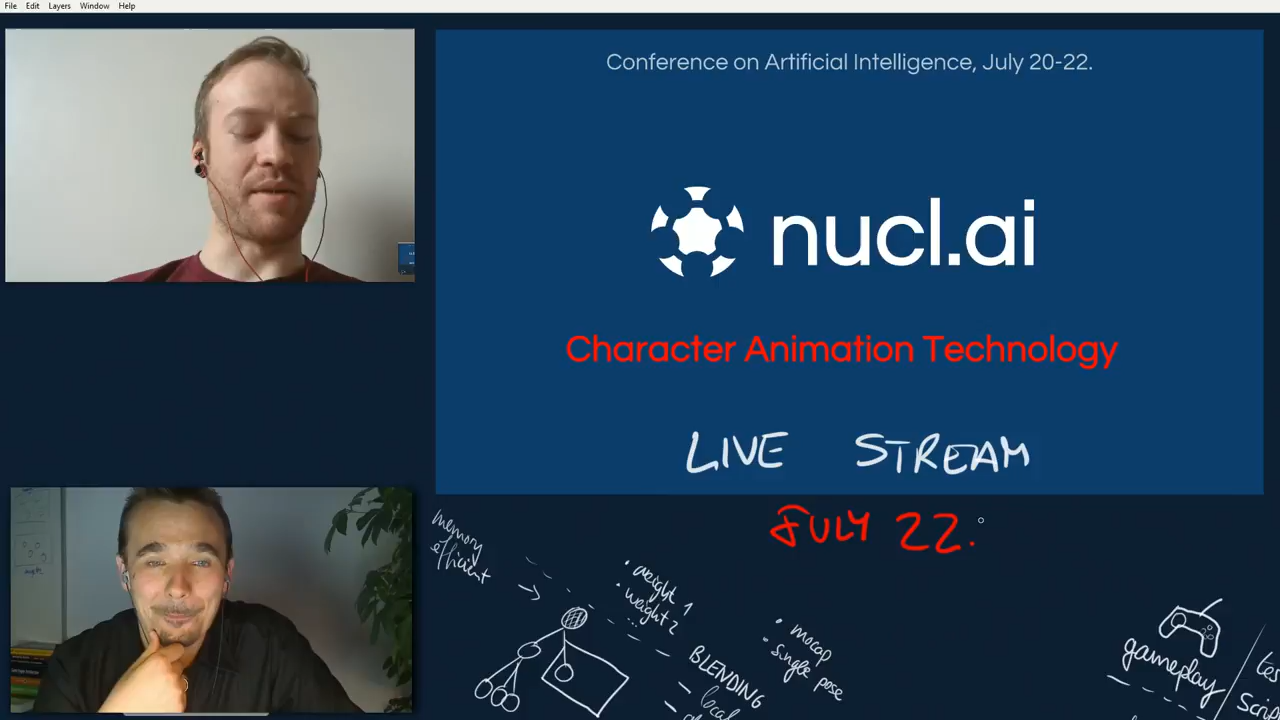 File Edit Layers Window Help
Conference on Artificial Intelligence, July 20-22.
nucl.ai
Character Animation Technology
LIVE STREAM
JULY 22.
memory
efficient
• weight 1
• weight 2
...
BLENDING
local
• mocap
• single pose
gameplay